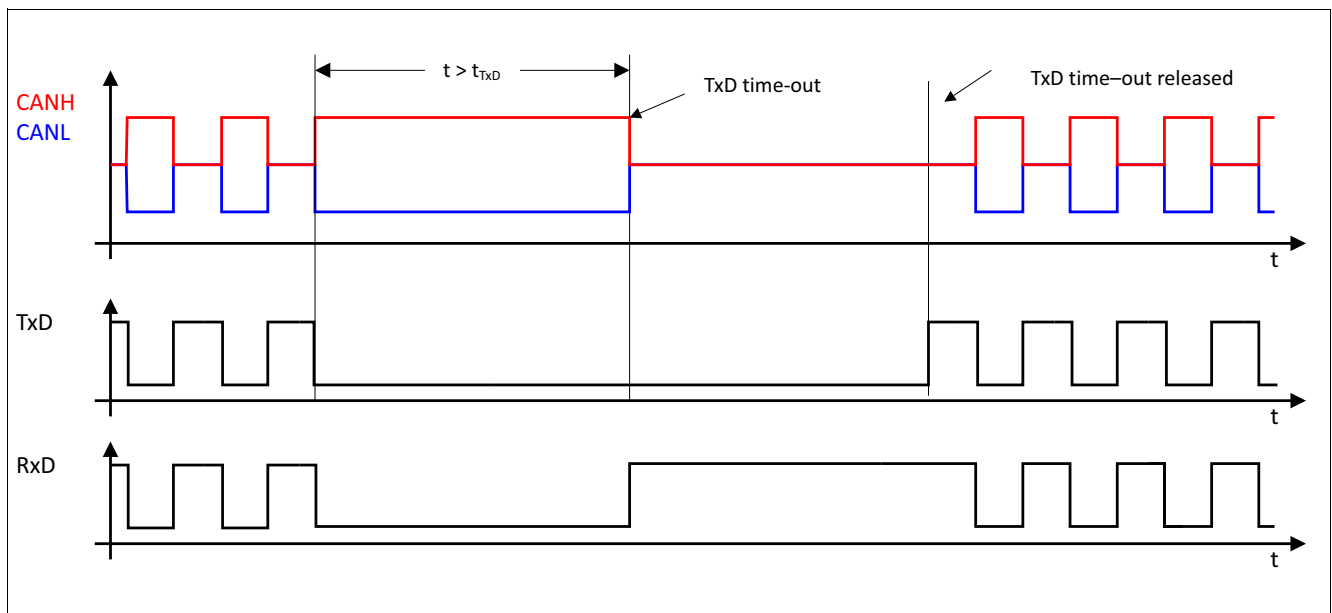 t > tTxD
TxD time-out
TxD time–out released
CANH
CANL
t
TxD
t
RxD
t